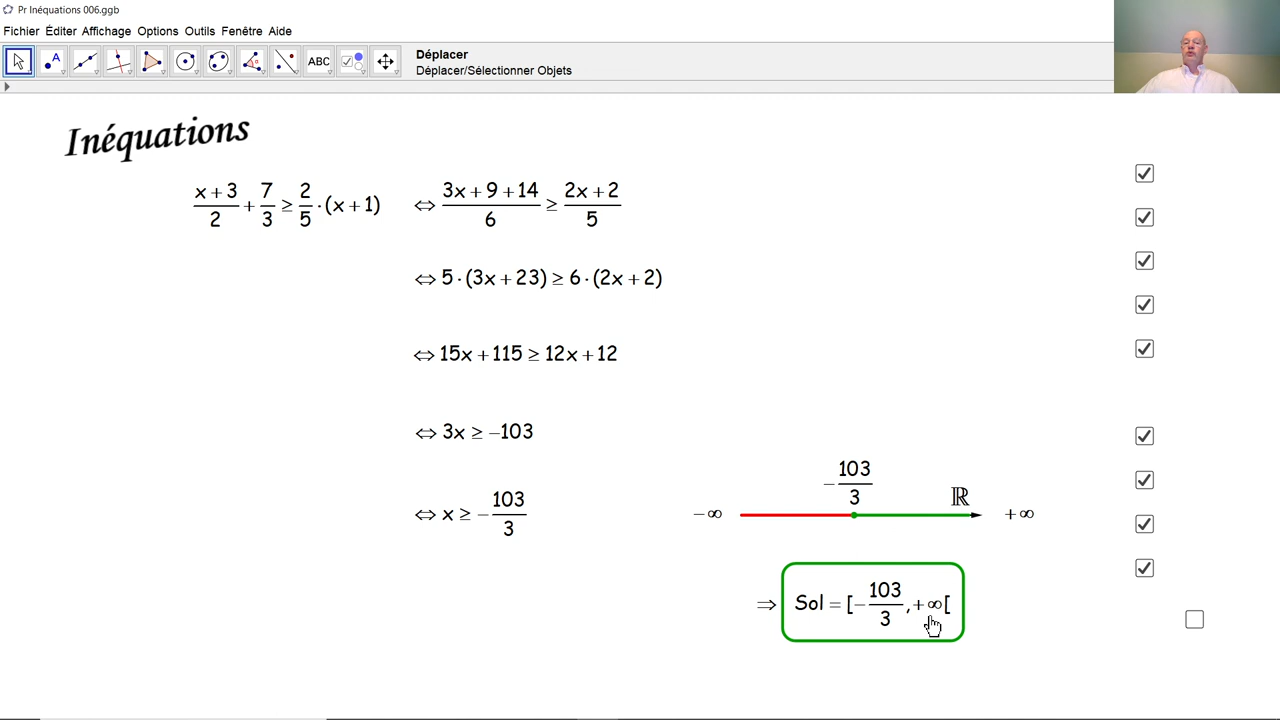 Pr Inéquations 006.ggb
Fichier Éditer Affichage Options Outils Fenêtre Aide
A ABC
Déplacer
Déplacer/Sélectionner Objets
Inéquations
(x+3)/2 + 7/3 ≥ 2/5 · (x+1) ⇔ (3x+9+14)/6 ≥ (2x+2)/5
⇔ 5·(3x+23) ≥ 6·(2x+2)
⇔ 15x+115 ≥ 12x+12
⇔ 3x ≥ −103
⇔ x ≥ −103/3
−103/3 ℝ
−∞ +∞
⇒ Sol = [−103/3, +∞[